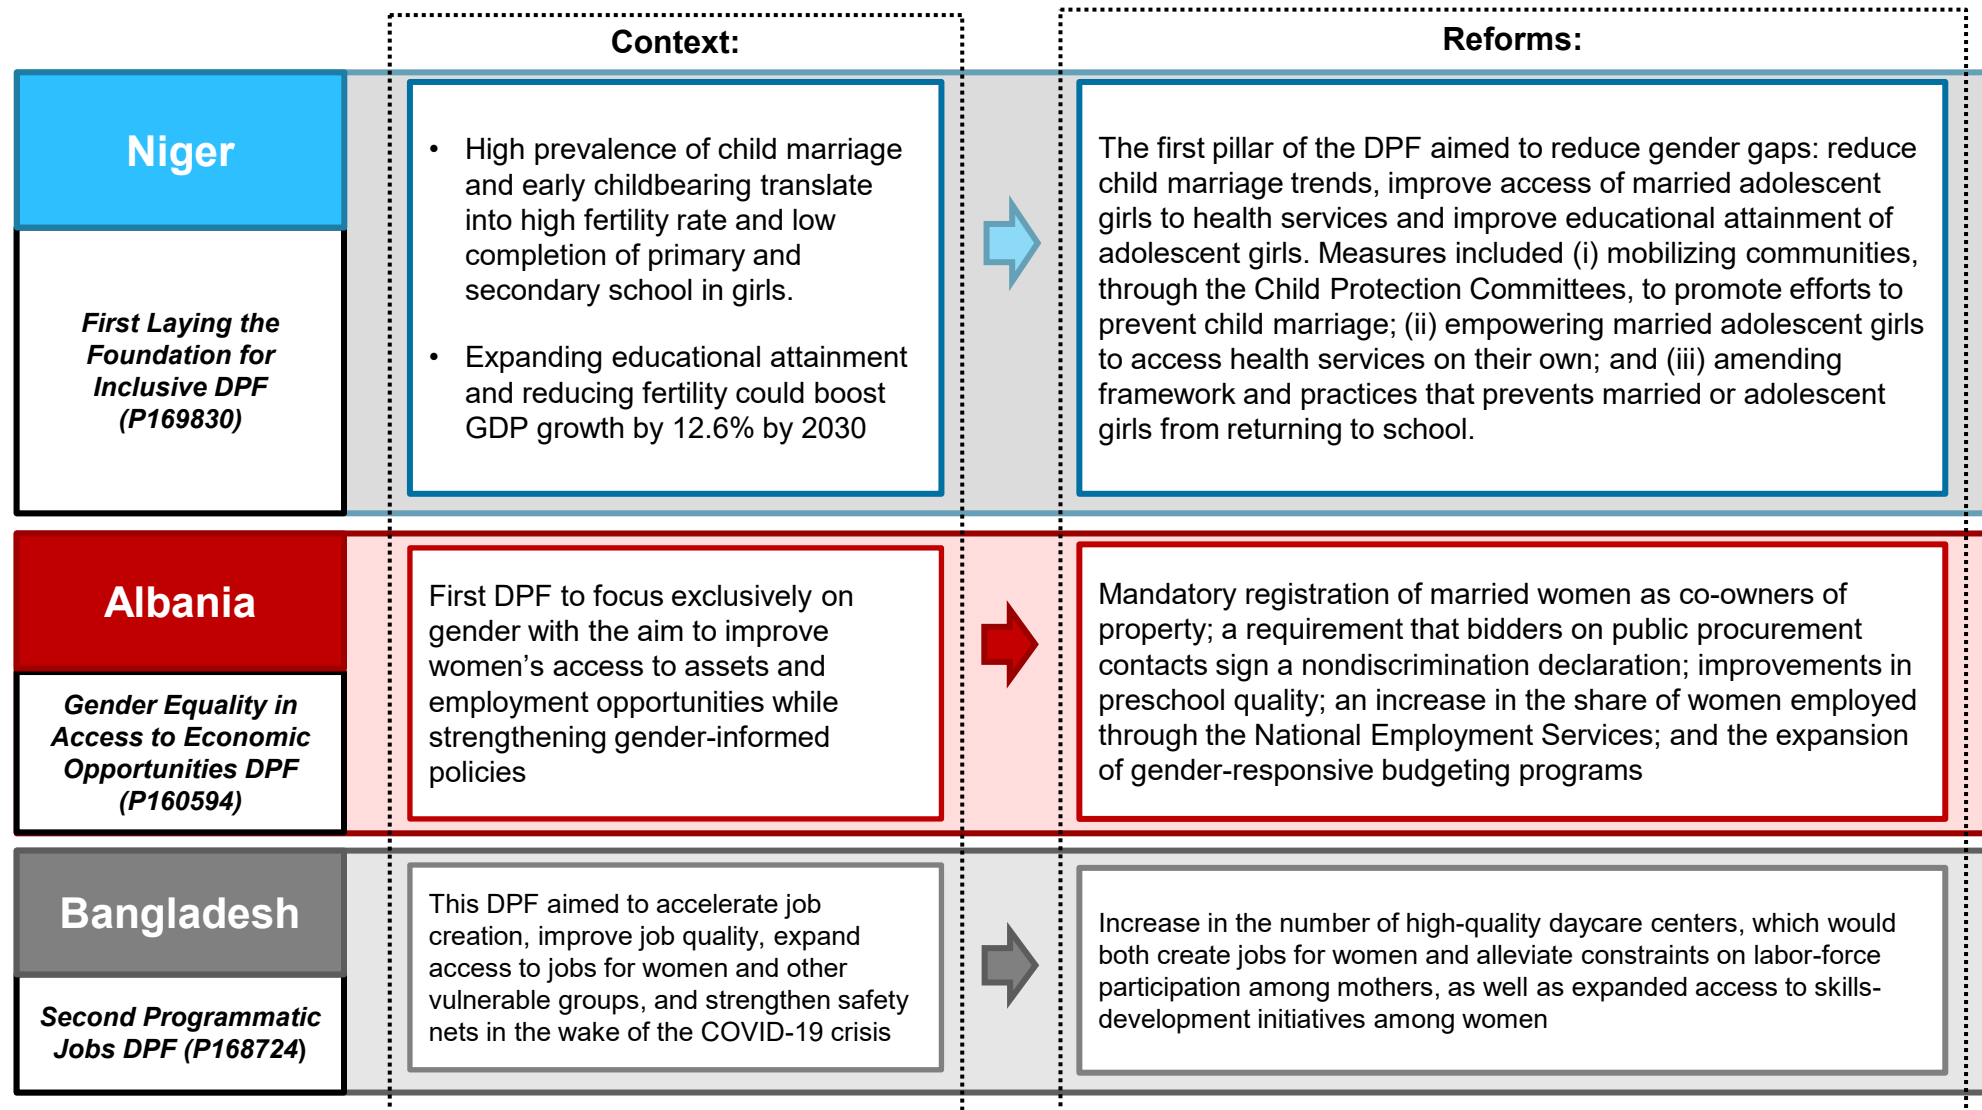 Context:
Reforms:
Niger
First Laying the
Foundation for
Inclusive DPF
(P169830)
• High prevalence of child marriage
and early childbearing translate
into high fertility rate and low
completion of primary and
secondary school in girls.
• Expanding educational attainment
and reducing fertility could boost
GDP growth by 12.6% by 2030
The first pillar of the DPF aimed to reduce gender gaps: reduce
child marriage trends, improve access of married adolescent
girls to health services and improve educational attainment of
adolescent girls. Measures included (i) mobilizing communities,
through the Child Protection Committees, to promote efforts to
prevent child marriage; (ii) empowering married adolescent girls
to access health services on their own; and (iii) amending
framework and practices that prevents married or adolescent
girls from returning to school.
Albania
Gender Equality in
Access to Economic
Opportunities DPF
(P160594)
First DPF to focus exclusively on
gender with the aim to improve
women’s access to assets and
employment opportunities while
strengthening gender-informed
policies
Mandatory registration of married women as co-owners of
property; a requirement that bidders on public procurement
contacts sign a nondiscrimination declaration; improvements in
preschool quality; an increase in the share of women employed
through the National Employment Services; and the expansion
of gender-responsive budgeting programs
Bangladesh
Second Programmatic
Jobs DPF (P168724)
This DPF aimed to accelerate job
creation, improve job quality, expand
access to jobs for women and other
vulnerable groups, and strengthen safety
nets in the wake of the COVID-19 crisis
Increase in the number of high-quality daycare centers, which would
both create jobs for women and alleviate constraints on labor-force
participation among mothers, as well as expanded access to skills-
development initiatives among women